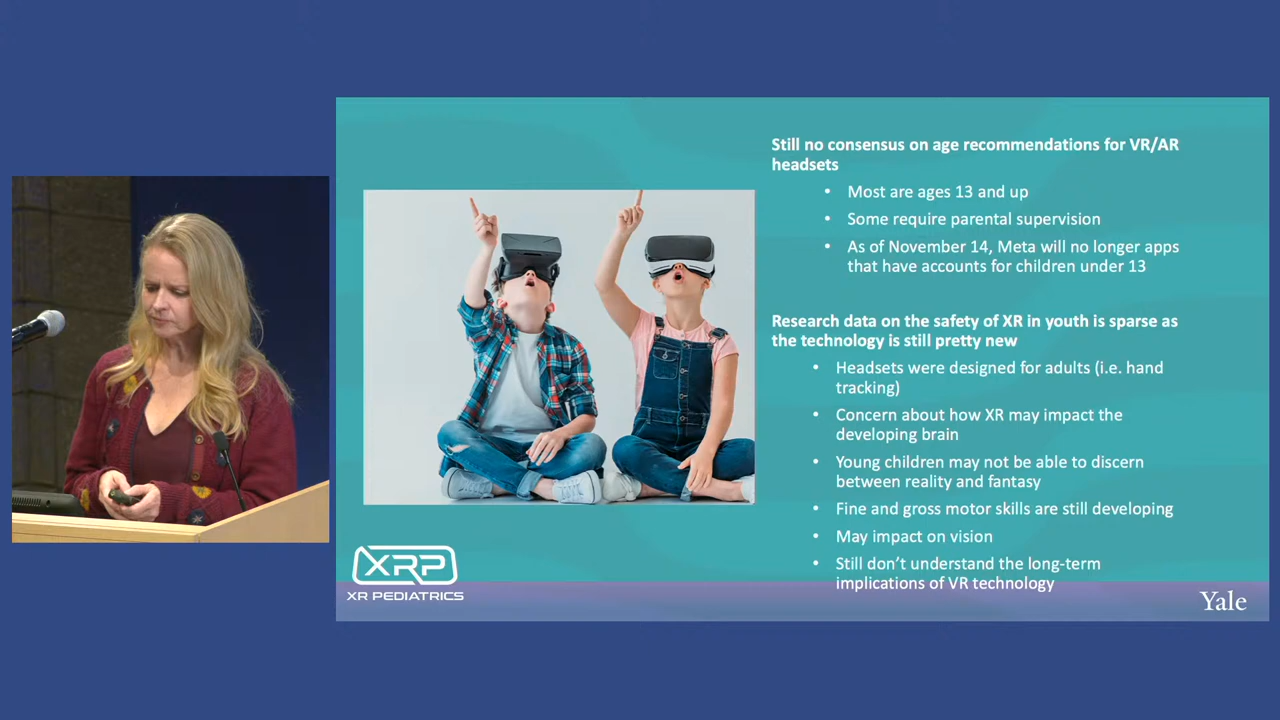 Still no consensus on age recommendations for VR/AR
headsets
• Most are ages 13 and up
• Some require parental supervision
• As of November 14, Meta will no longer apps
that have accounts for children under 13
Research data on the safety of XR in youth is sparse as
the technology is still pretty new
• Headsets were designed for adults (i.e. hand
tracking)
• Concern about how XR may impact the
developing brain
• Young children may not be able to discern
between reality and fantasy
• Fine and gross motor skills are still developing
• May impact on vision
• Still don’t understand the long-term
implications of VR technology
XRP
XR PEDIATRICS
Yale